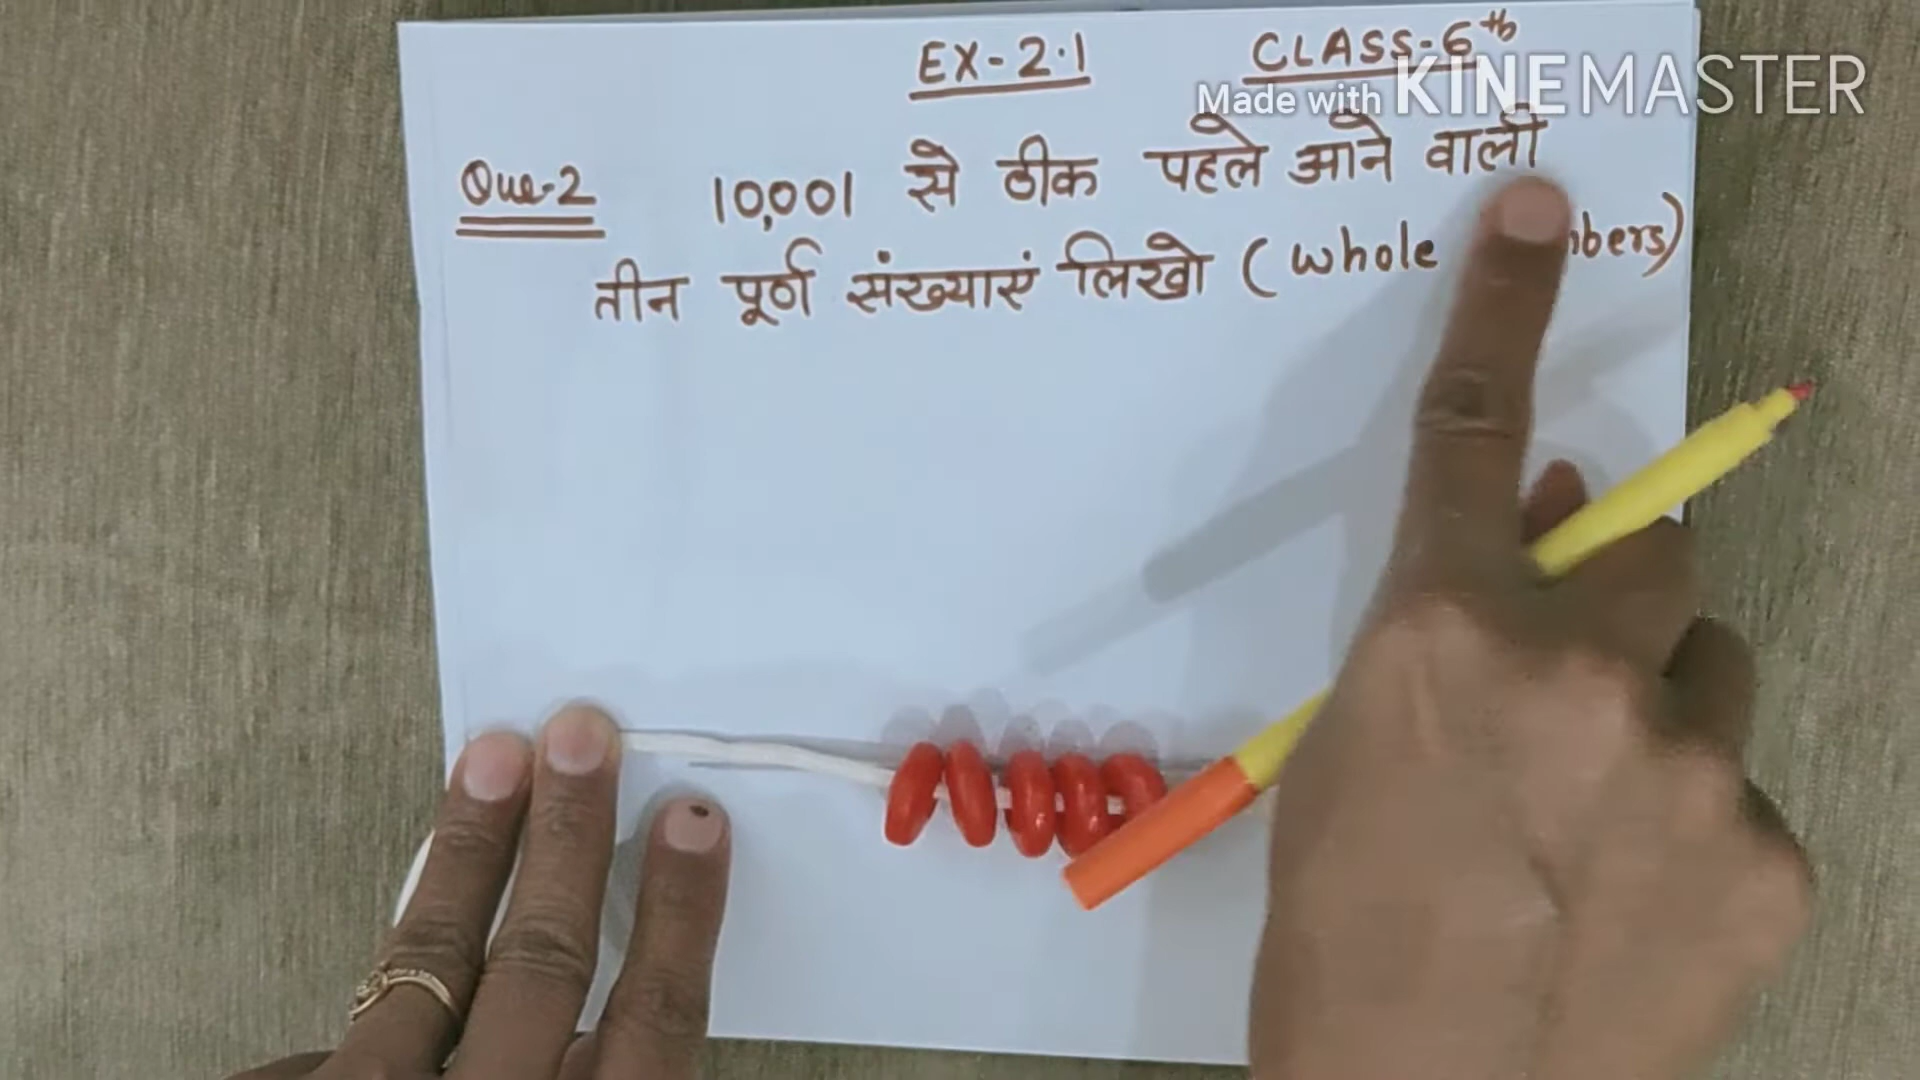 EX-2.1 CLASS-6th
Made with KINEMASTER
Que-2 10,001 से ठीक पहले आने वाली
तीन पूर्ण संख्याएं लिखो ( whole